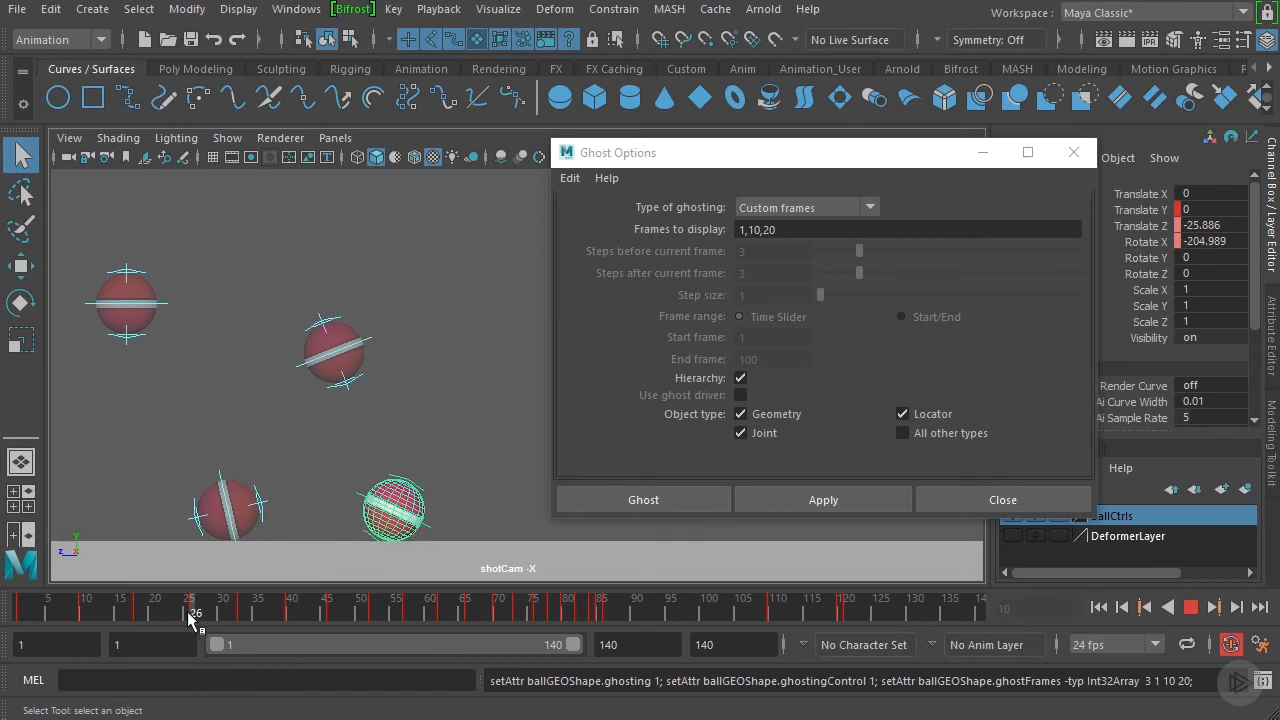 File Edit Create Select Modify Display Windows [Bifrost] Key Playback Visualize Deform Constrain MASH Cache Arnold Help
Workspace : Maya Classic*
Animation
No Live Surface
Symmetry: Off
Curves / Surfaces Poly Modeling Sculpting Rigging Animation Rendering FX FX Caching Custom Anim Animation_User Arnold Bifrost MASH Modeling Motion Graphics
View Shading Lighting Show Renderer Panels
Ghost Options
Edit Help
Type of ghosting: Custom frames
Frames to display: 1,10,20
Steps before current frame: 3
Steps after current frame: 3
Step size: 1
Frame range: Time Slider Start/End
Start frame: 1
End frame: 100
Hierarchy:
Use ghost driver:
Object type: Geometry Locator
Joint All other types
Ghost Apply Close
Object Show
Translate X 0
Translate Y 0
Translate Z -25.886
Rotate X -204.989
Rotate Y 0
Rotate Z 0
Scale X 1
Scale Y 1
Scale Z 1
Visibility on
Render Curve off
Ai Curve Width 0.01
Ai Sample Rate 5
Help
BallCtrls
P DeformerLayer
Channel Box / Layer Editor
Attribute Editor
Modeling Toolkit
y
z x
shotCam -X
5 10 15 20 25 30 35 40 45 50 55 60 65 70 75 80 85 90 95 100 105 110 115 120 125 130 135 14
26
10
1 1 1 140 140 140 No Character Set No Anim Layer 24 fps
MEL setAttr ballGEOShape.ghosting 1; setAttr ballGEOShape.ghostingControl 1; setAttr ballGEOShape.ghostFrames -typ Int32Array 3 1 10 20;
Select Tool: select an object